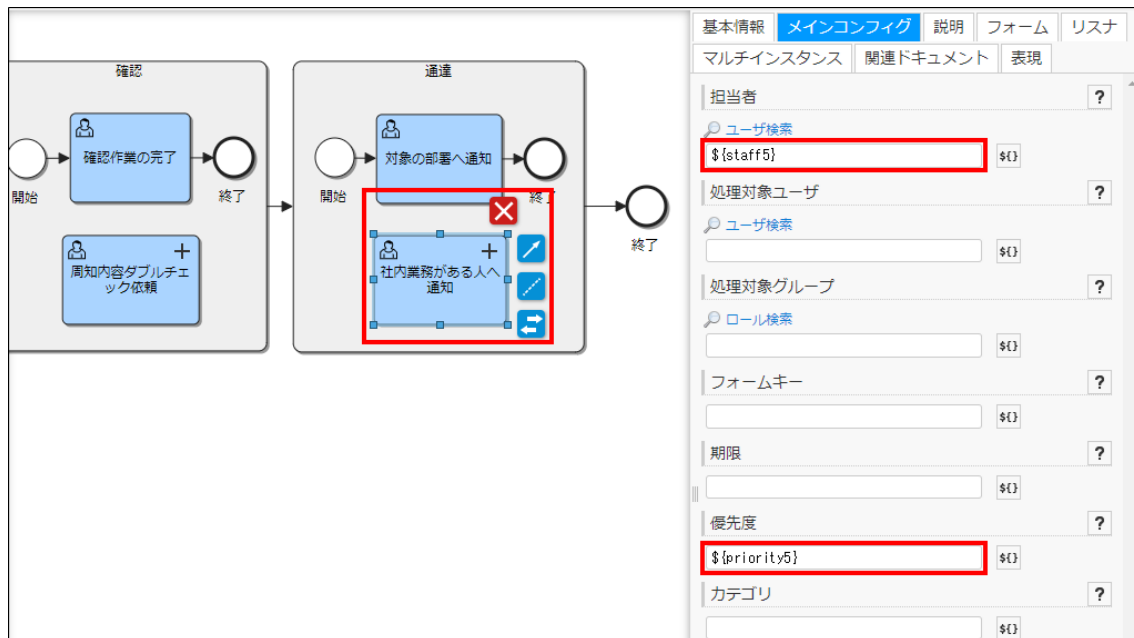 確認
確認作業の完了
開始
終了
周知内容ダブルチェ
ック依頼
通達
対象の部署へ通知
開始
終了
社内業務がある人へ
通知
終了
基本情報 メインコンフィグ 説明 フォーム リスナ
マルチインスタンス 関連ドキュメント 表現
担当者 ?
ユーザ検索
${staff5} ${}
処理対象ユーザ ?
ユーザ検索
${}
処理対象グループ ?
ロール検索
${}
フォームキー ?
${}
期限 ?
${}
優先度 ?
${priority5} ${}
カテゴリ ?
${}